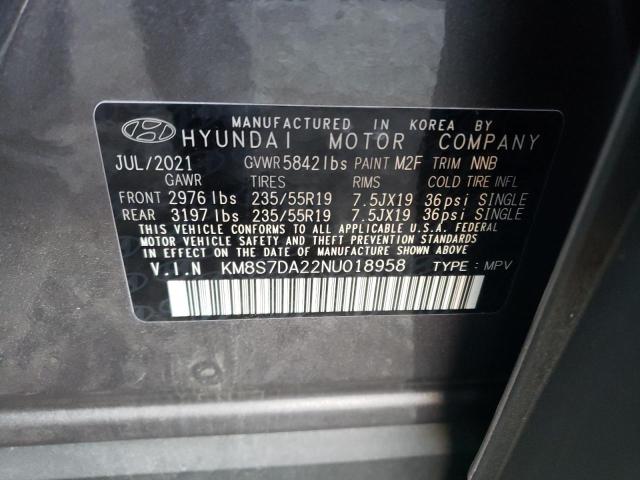 MANUFACTURED IN KOREA BY
HYUNDAI MOTOR COMPANY
JUL/2021 GVWR 5842lbs PAINT M2F TRIM NNB
GAWR TIRES RIMS COLD TIRE INFL
FRONT 2976 lbs 235/55R19 7.5JX19 36psi SINGLE
REAR 3197 lbs 235/55R19 7.5JX19 36psi SINGLE
THIS VEHICLE CONFORMS TO ALL APPLICABLE U.S.A. FEDERAL
MOTOR VEHICLE SAFETY AND THEFT PREVENTION STANDARDS
IN EFFECT ON THE DATE OF MANUFACTURE SHOWN ABOVE.
V.I.N KM8S7DA22NU018958 TYPE: MPV